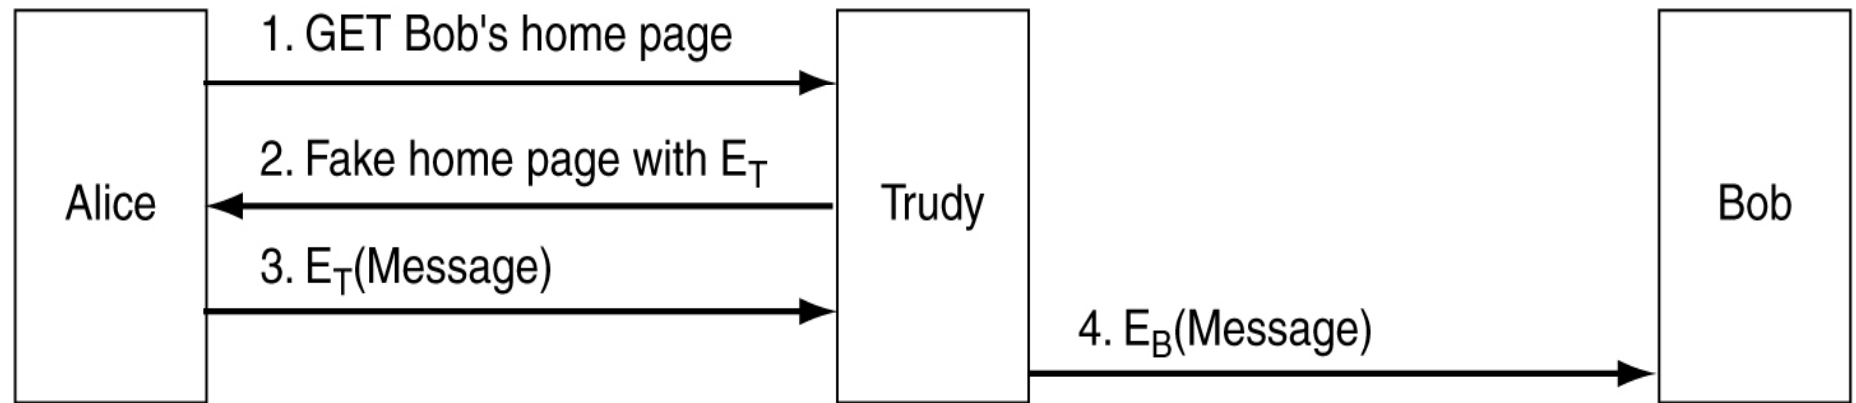 1. GET Bob's home page
2. Fake home page with E_T
Alice
Trudy
Bob
3. E_T(Message)
4. E_B(Message)